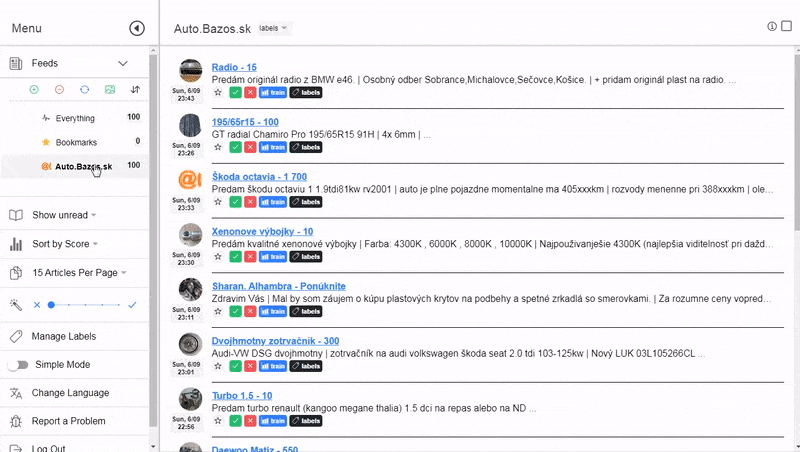 Menu
Feeds
Everything 100
Bookmarks 0
Auto.Bazos.sk 100
Show unread
Sort by Score
15 Articles Per Page
Manage Labels
Simple Mode
Change Language
Report a Problem
Log Out
Auto.Bazos.sk labels
Radio - 15
Predám originál radio z BMW e46. | Osobný odber Sobrance,Michalovce,Sečovce,Košice. | + pridam originál plast na radio. ...
Sun, 6/09
23:43
train labels
195/65r15 - 100
GT radial Chamiro Pro 195/65R15 91H | 4x 6mm | ...
Sun, 6/09
23:26
train labels
Škoda octavia - 1 700
Predam škodu octaviu 1 1.9tdi81kw rv2001 | auto je plne pojazdne momentalne ma 405xxxkm | rozvody menenne pri 388xxxkm | ole...
Sun, 6/09
23:33
train labels
Xenonove výbojky - 10
Predám kvalitné xenonové výbojky | Farba: 4300K , 6000K , 8000K , 10000K | Najpouživanješie 4300K (najlepšia viditelnosť pri dažd...
Sun, 6/09
23:30
train labels
Sharan. Alhambra - Ponúknite
Zdravim Vás | Mal by som záujem o kúpu plastových krytov na podbehy a spetné zrkadlá so smerovkami. | Za rozumne ceny vopred...
Sun, 6/09
23:11
train labels
Dvojhmotny zotrvačník - 300
Audi-VW DSG dvojhmotny | zotrvačník na audi volkswagen škoda seat 2.0 tdi 103-125kw | Nový LUK 03L105266CL ...
Sun, 6/09
23:01
train labels
Turbo 1.5 - 10
Predam turbo renault (kangoo megane thalia) 1.5 dci na repas alebo na ND ...
Sun, 6/09
22:56
train labels
Daewoo Matiz - 550